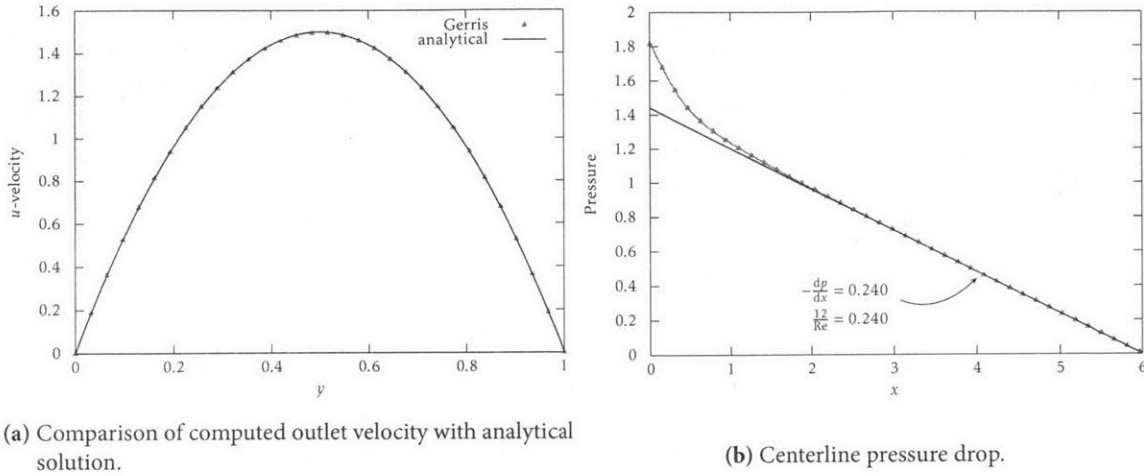 1.6
1.4
1.2
1
0.8
0.6
0.4
0.2
0
u-velocity
Gerris
analytical
0 0.2 0.4 0.6 0.8 1
y
(a) Comparison of computed outlet velocity with analytical
solution.
2
1.8
1.6
1.4
1.2
1
0.8
0.6
0.4
0.2
0
Pressure
-dp/dx = 0.240
12/Re = 0.240
0 1 2 3 4 5 6
x
(b) Centerline pressure drop.